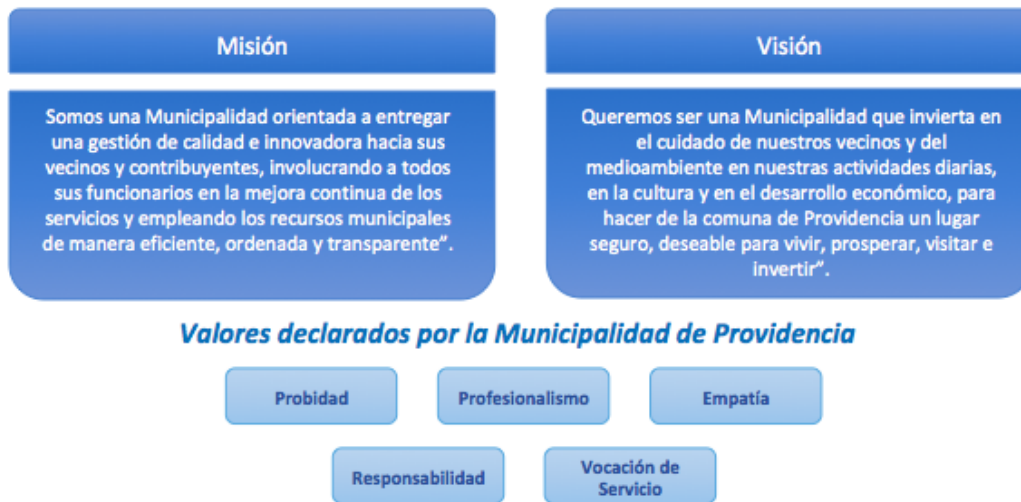 Misión
Somos una Municipalidad orientada a entregar
una gestión de calidad e innovadora hacia sus
vecinos y contribuyentes, involucrando a todos
sus funcionarios en la mejora continua de los
servicios y empleando los recursos municipales
de manera eficiente, ordenada y transparente”.
Visión
Queremos ser una Municipalidad que invierta en
el cuidado de nuestros vecinos y del
medioambiente en nuestras actividades diarias,
en la cultura y en el desarrollo económico, para
hacer de la comuna de Providencia un lugar
seguro, deseable para vivir, prosperar, visitar e
invertir”.
Valores declarados por la Municipalidad de Providencia
Probidad
Profesionalismo
Empatía
Responsabilidad
Vocación de
Servicio